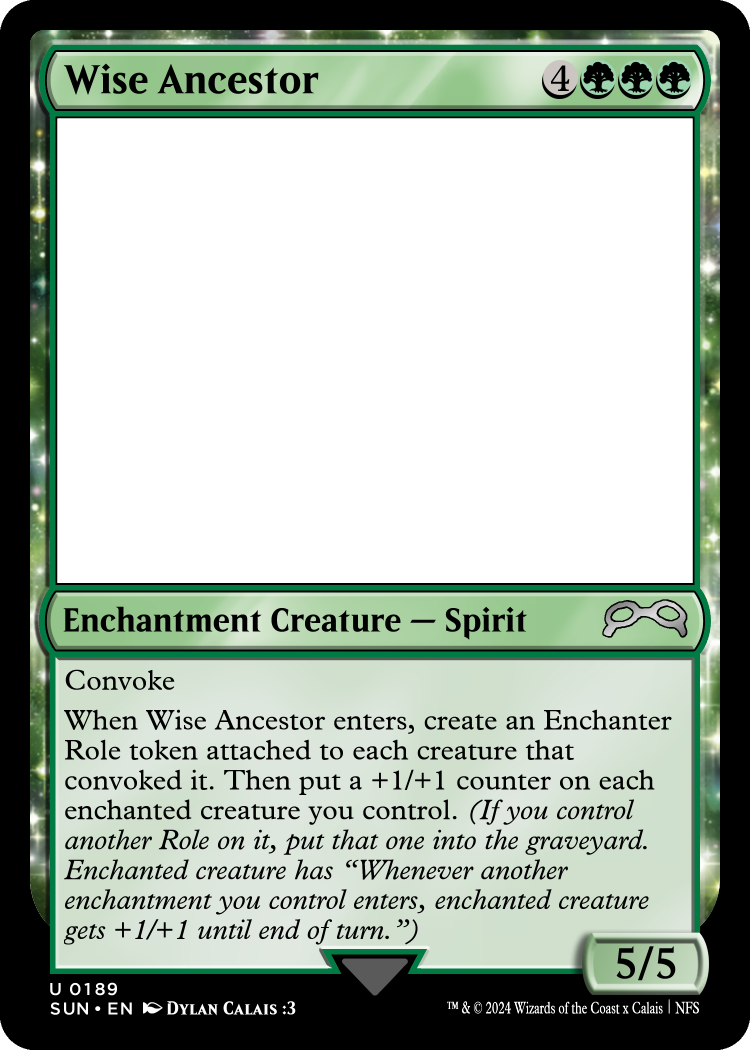 Wise Ancestor 4
Enchantment Creature — Spirit
Convoke
When Wise Ancestor enters, create an Enchanter
Role token attached to each creature that
convoked it. Then put a +1/+1 counter on each
enchanted creature you control. (If you control
another Role on it, put that one into the graveyard.
Enchanted creature has “Whenever another
enchantment you control enters, enchanted creature
gets +1/+1 until end of turn.”)
5/5
U 0189
SUN • EN DYLAN CALAIS :3
™ & © 2024 Wizards of the Coast x Calais | NFS